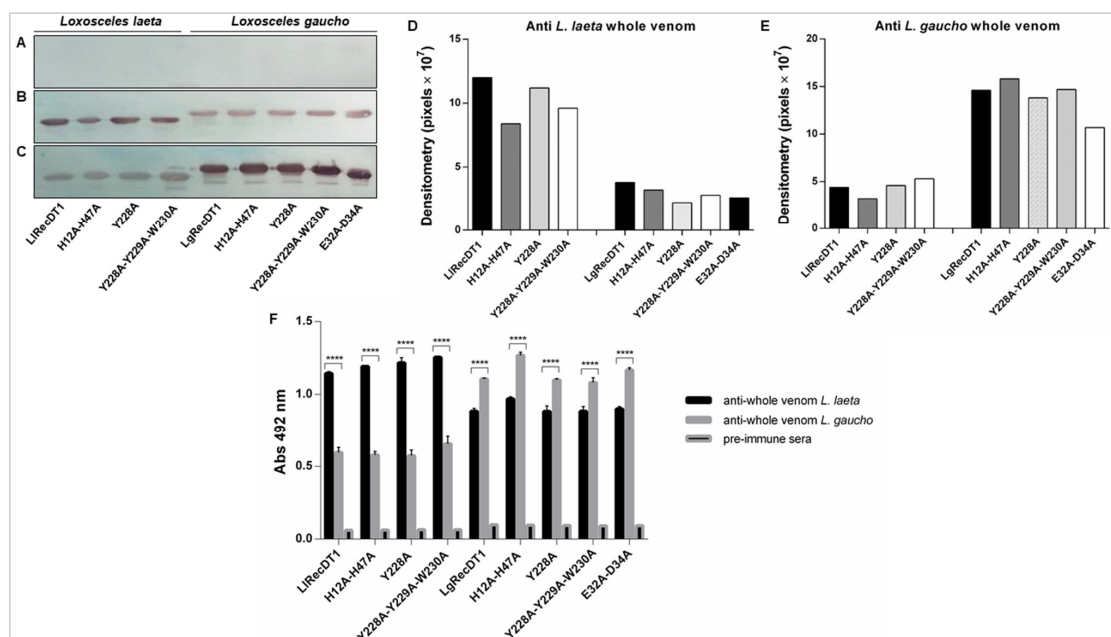 Loxosceles laeta
Loxosceles gaucho
A
B
C
LlRecDT1
H12A-H47A
Y228A
Y228A-Y229A-W230A
LgRecDT1
H12A-H47A
Y228A
Y228A-Y229A-W230A
E32A-D34A
D
Anti L. laeta whole venom
Densitometry (pixels × 10⁷)
15
10
5
0
LlRecDT1
H12A-H47A
Y228A
Y228A-Y229A-W230A
LgRecDT1
H12A-H47A
Y228A
Y228A-Y229A-W230A
E32A-D34A
E
Anti L. gaucho whole venom
Densitometry (pixels × 10⁷)
20
15
10
5
0
LlRecDT1
H12A-H47A
Y228A
Y228A-Y229A-W230A
LgRecDT1
H12A-H47A
Y228A
Y228A-Y229A-W230A
E32A-D34A
F
Abs 492 nm
1.5
1.0
0.5
0.0
**** **** **** **** **** **** **** **** ****
LlRecDT1
H12A-H47A
Y228A
Y228A-Y229A-W230A
LgRecDT1
H12A-H47A
Y228A
Y228A-Y229A-W230A
E32A-D34A
anti-whole venom L. laeta
anti-whole venom L. gaucho
pre-immune sera